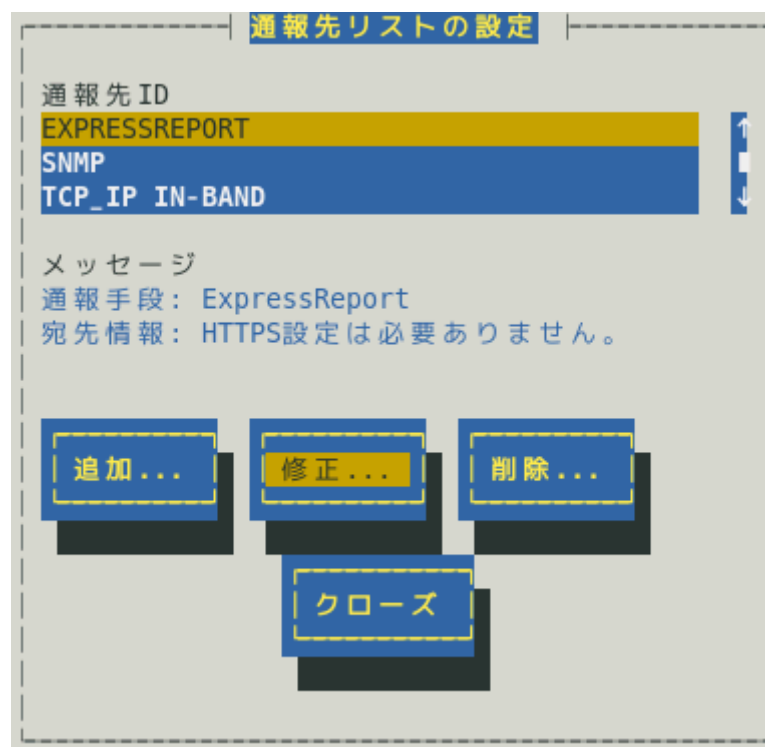 通報先リストの設定
通報先ID
EXPRESSREPORT
↑
SNMP
TCP_IP IN-BAND
↓
メッセージ
通報手段: ExpressReport
宛先情報: HTTPS設定は必要ありません。
追加... 修正... 削除...
クローズ